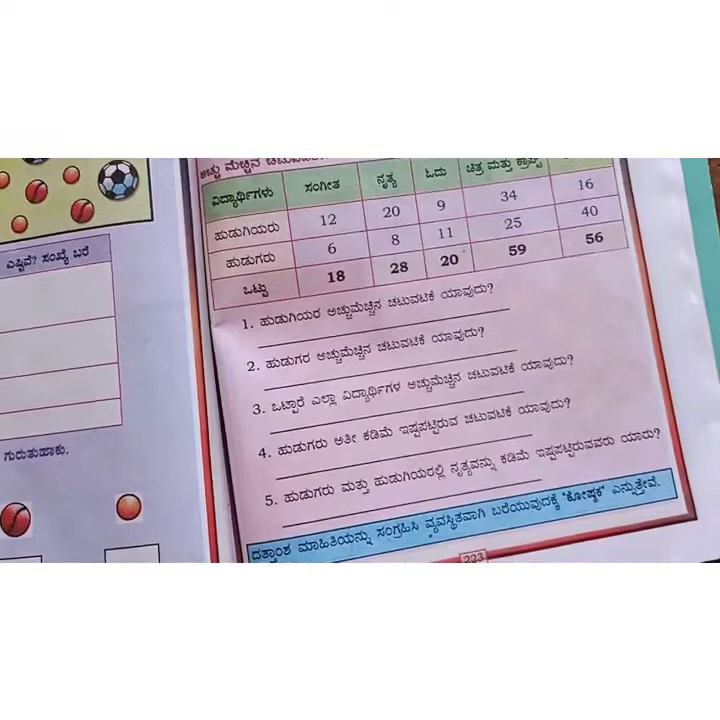 ಎಷ್ಟಿವೆ? ಸಂಖ್ಯೆ ಬರೆ
ಗುರುತುಹಾಕು.
ವಿದ್ಯಾರ್ಥಿಗಳು ಸಂಗೀತ ನೃತ್ಯ ಓದು ಚಿತ್ರ ಮತ್ತು
ಹುಡುಗಿಯರು 12 20 9 34 16
ಹುಡುಗರು 6 8 11 25 40
ಒಟ್ಟು 18 28 20 59 56
1. ಹುಡುಗಿಯರ ಅಚ್ಚುಮೆಚ್ಚಿನ ಚಟುವಟಿಕೆ ಯಾವುದು?
2. ಹುಡುಗರ ಅಚ್ಚುಮೆಚ್ಚಿನ ಚಟುವಟಿಕೆ ಯಾವುದು?
3. ಒಟ್ಟಾರೆ ಎಲ್ಲಾ ವಿದ್ಯಾರ್ಥಿಗಳ ಅಚ್ಚುಮೆಚ್ಚಿನ ಚಟುವಟಿಕೆ ಯಾವುದು?
4. ಹುಡುಗರು ಅತೀ ಕಡಿಮೆ ಇಷ್ಟಪಟ್ಟಿರುವ ಚಟುವಟಿಕೆ ಯಾವುದು?
5. ಹುಡುಗರು ಮತ್ತು ಹುಡುಗಿಯರಲ್ಲಿ ನೃತ್ಯವನ್ನು ಕಡಿಮೆ ಇಷ್ಟಪಟ್ಟಿರುವವರು ಯಾರು?
ದತ್ತಾಂಶ ಮಾಹಿತಿಯನ್ನು ಸಂಗ್ರಹಿಸಿ ವ್ಯವಸ್ಥಿತವಾಗಿ ಬರೆಯುವುದಕ್ಕೆ 'ಕೋಷ್ಟಕ' ಎನ್ನುತ್ತೇವೆ.
223